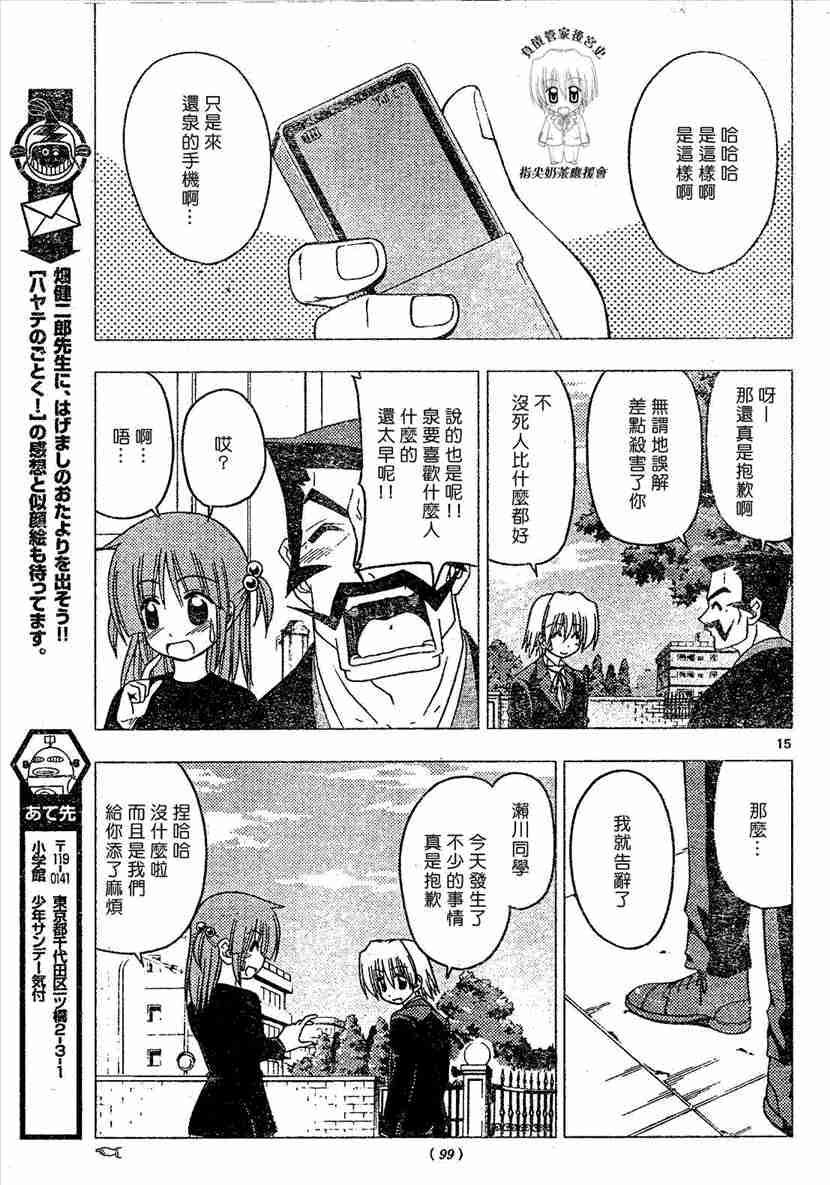 哈哈哈
是這樣啊
是這樣啊
負債管家後宮史
指尖奶茶應援會
只是來
還泉的手機啊…
呀—
那還真是抱歉啊
無謂地誤解
差點殺害了你
不
沒死人比什麼都好
說的也是呢!!
泉要喜歡什麼人
什麼的
還太早呢!!
哎?
啊…
唔…
15
那麼…
我就告辭了
瀨川同學
今天發生了
不少的事情
真是抱歉
捏哈哈
沒什麼啦
而且是我們
給你添了麻煩
(99)
畑健二郎先生に、はげましのおたよりを出そう!!
【ハヤテのごとく!】の感想と似顔絵も待ってます。
あて先
〒119-0141 東京都千代田区一ツ橋2-3-1
小学館 少年サンデー気付